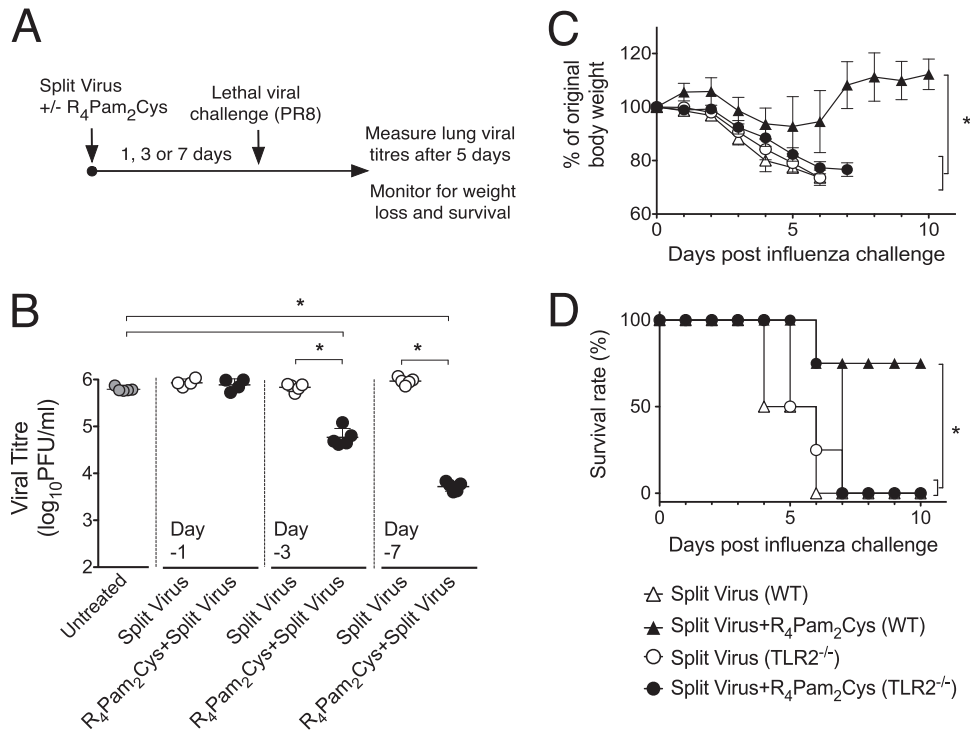 A
Split Virus
+/- R4Pam2Cys
Lethal viral
challenge (PR8)
1, 3 or 7 days
Measure lung viral
titres after 5 days
Monitor for weight
loss and survival
B
*
*
*
Viral Titre
(log10PFU/ml)
6
5
4
3
2
Day
-1
Day
-3
Day
-7
Untreated
Split Virus
R4Pam2Cys+Split Virus
Split Virus
R4Pam2Cys+Split Virus
Split Virus
R4Pam2Cys+Split Virus
C
% of original
body weight
120
100
80
60
0
5
10
*
Days post influenza challenge
D
Survival rate (%)
100
50
0
0
5
10
*
Days post influenza challenge
Split Virus (WT)
Split Virus+R4Pam2Cys (WT)
Split Virus (TLR2-/-)
Split Virus+R4Pam2Cys (TLR2-/-)